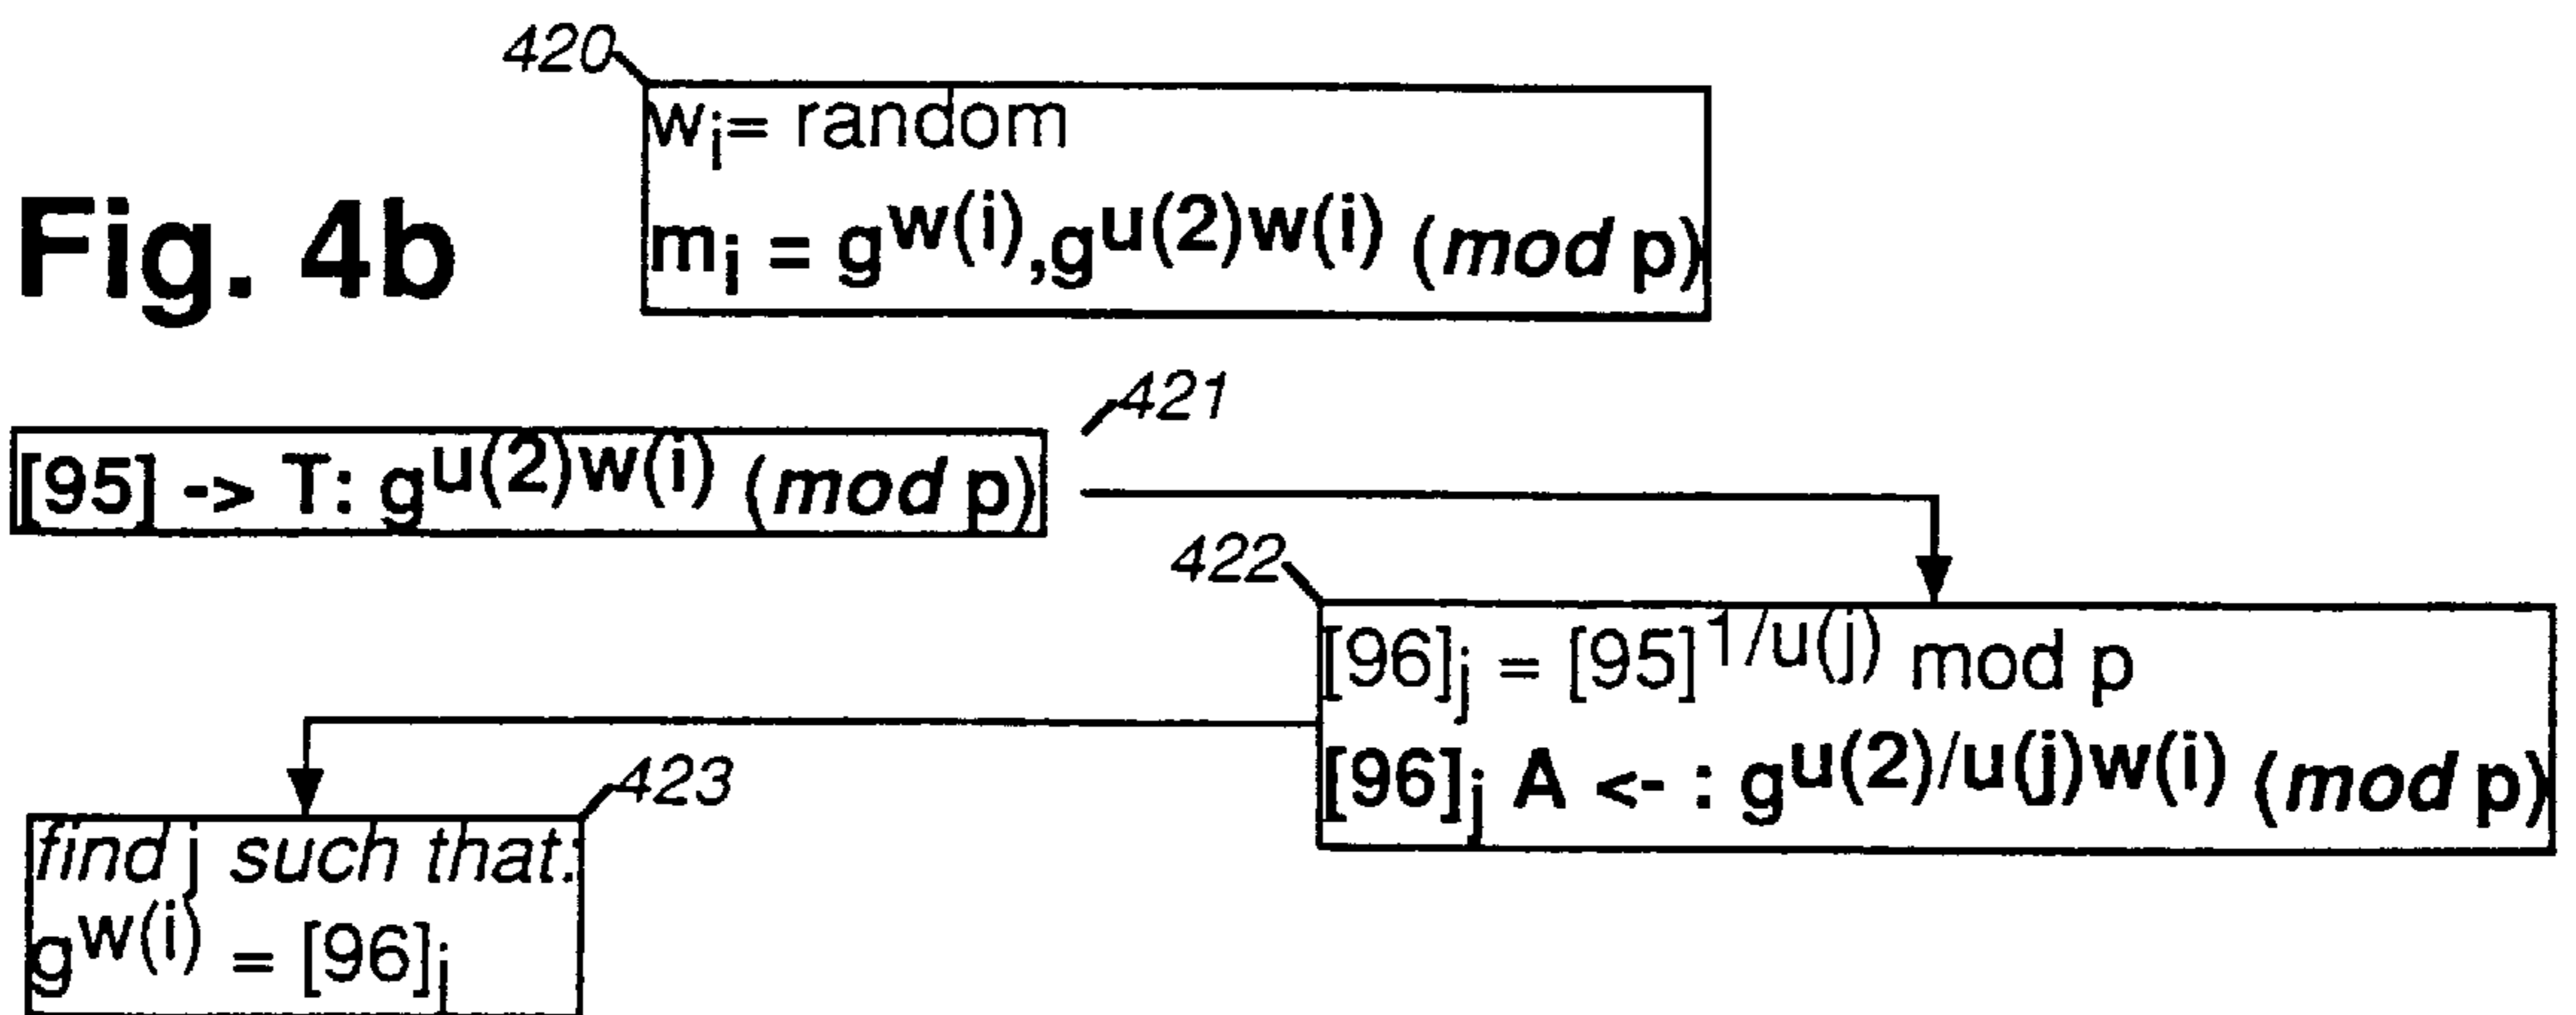 420
w_i= random
Fig. 4b
m_i = g^w(i),g^u(2)w(i) (mod p)
421
[95] -> T: g^u(2)w(i) (mod p)
422
[96]_j = [95]^1/u(j) mod p
[96]_j A <- : g^u(2)/u(j)w(i) (mod p)
423
find j such that:
g^w(i) = [96]_j